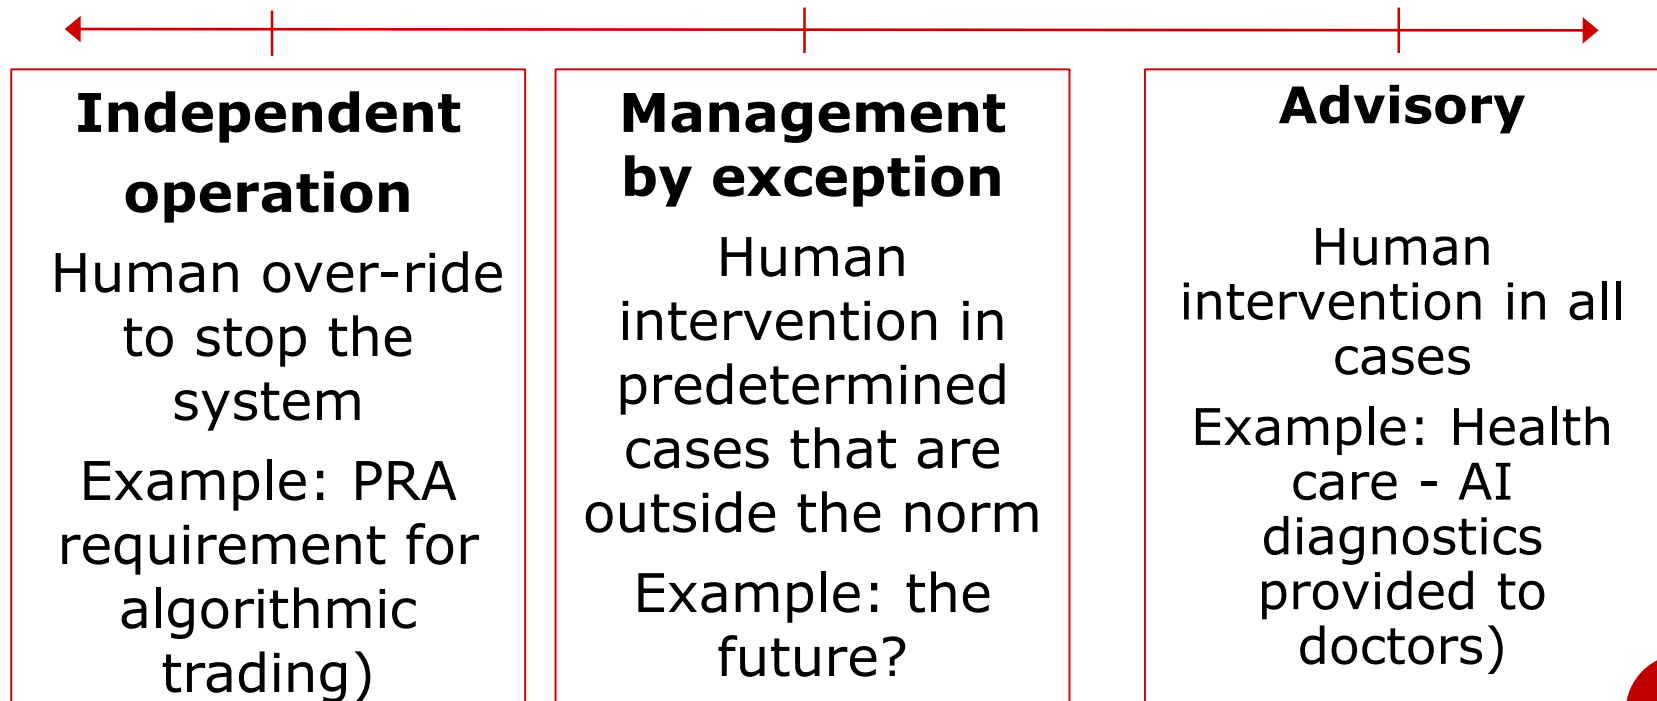 Independent
operation
Human over-ride
to stop the
system
Example: PRA
requirement for
algorithmic
trading)
Management
by exception
Human
intervention in
predetermined
cases that are
outside the norm
Example: the
future?
Advisory
Human
intervention in all
cases
Example: Health
care - AI
diagnostics
provided to
doctors)